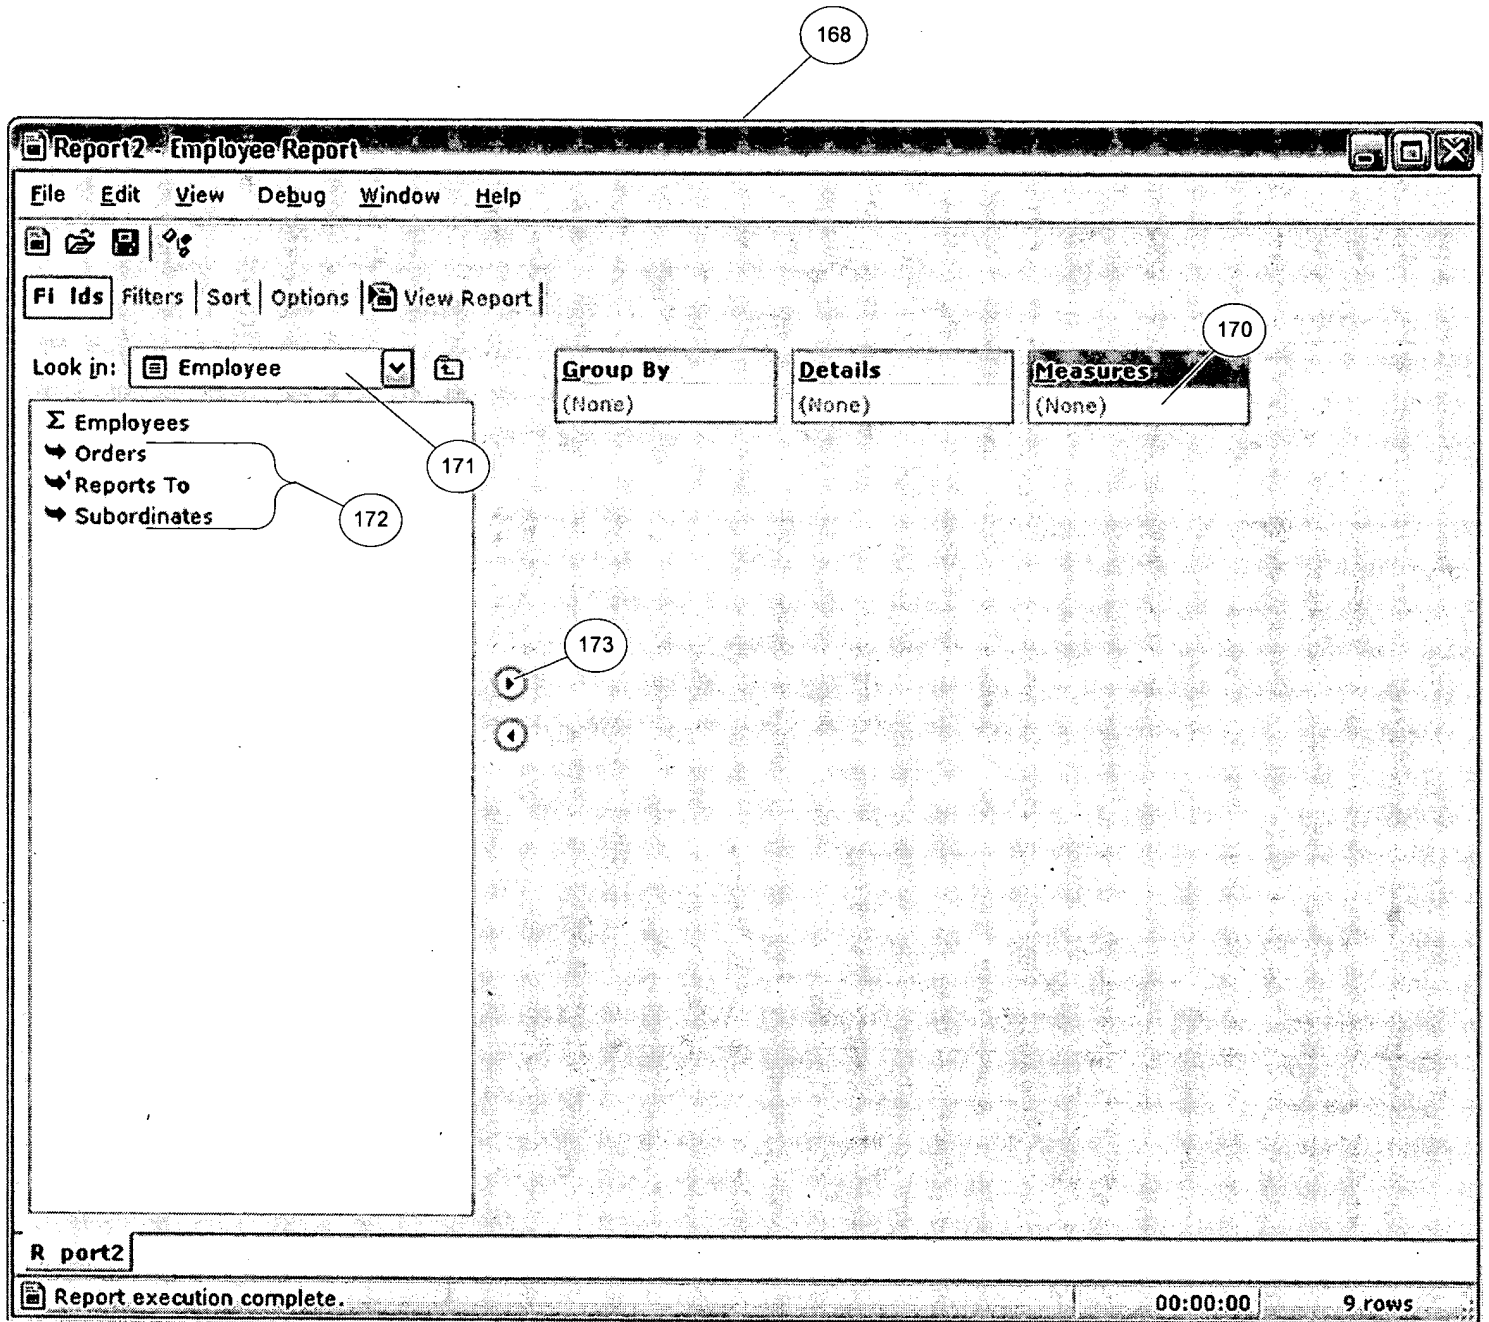 168
Report2 - Employee Report
File Edit View Debug Window Help
Fi lds Filters Sort Options View Report
170
Look in: Employee
Group By Details Measures
(None) (None) (None)
Σ Employees
Orders
171
1 Reports To
Subordinates
172
173
R port2
Report execution complete. 00:00:00 9 rows